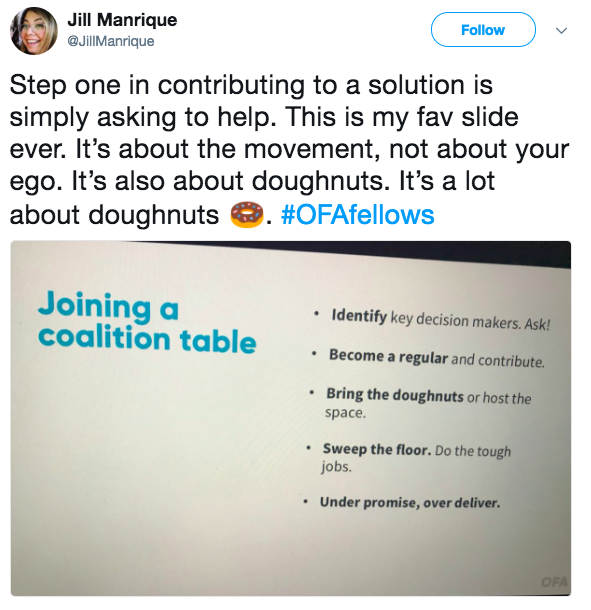 Jill Manrique
@JillManrique
Follow
Step one in contributing to a solution is
simply asking to help. This is my fav slide
ever. It's about the movement, not about your
ego. It's also about doughnuts. It's a lot
about doughnuts 🍩. #OFAfellows
Joining a
coalition table
• Identify key decision makers. Ask!
• Become a regular and contribute.
• Bring the doughnuts or host the
space.
• Sweep the floor. Do the tough
jobs.
• Under promise, over deliver.
OFA